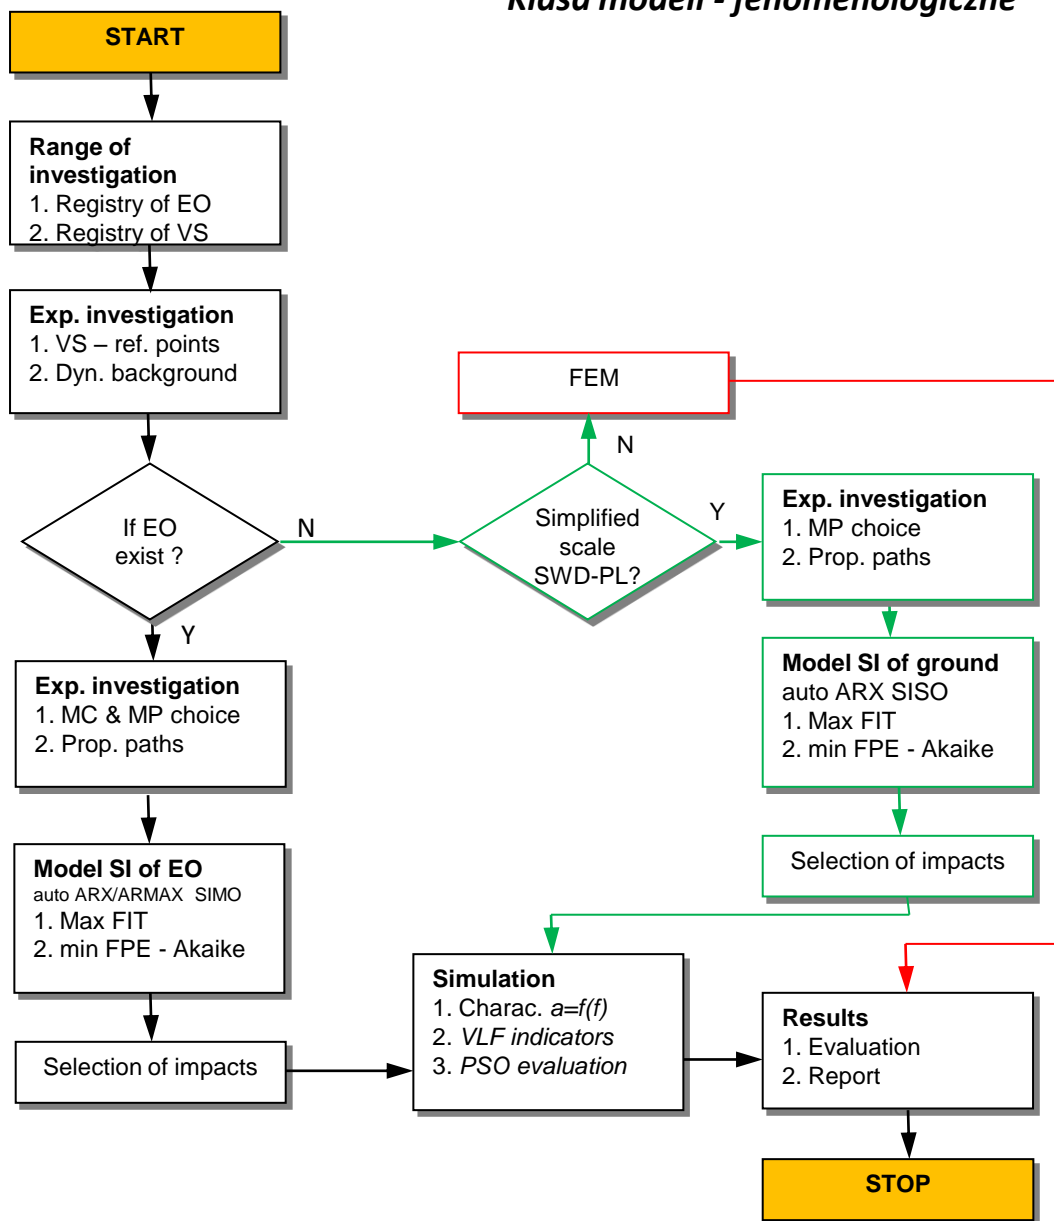 Klasa modeli - fenomenologiczne
START
Range of
investigation
1. Registry of EO
2. Registry of VS
Exp. investigation
1. VS – ref. points
2. Dyn. background
If EO
exist ?
N
Y
FEM
N
Simplified
scale
SWD-PL?
Y
Exp. investigation
1. MP choice
2. Prop. paths
Model SI of ground
auto ARX SISO
1. Max FIT
2. min FPE - Akaike
Selection of impacts
Exp. investigation
1. MC & MP choice
2. Prop. paths
Model SI of EO
auto ARX/ARMAX SIMO
1. Max FIT
2. min FPE - Akaike
Selection of impacts
Simulation
1. Charac. a=f(f)
2. VLF indicators
3. PSO evaluation
Results
1. Evaluation
2. Report
STOP